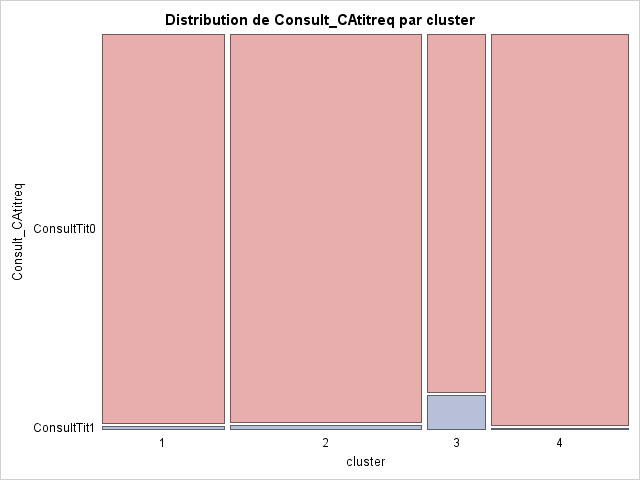 Distribution de Consult_CAtitreq par cluster
Consult_CAtitreq
ConsultTit0
ConsultTit1
1
2
3
4
cluster